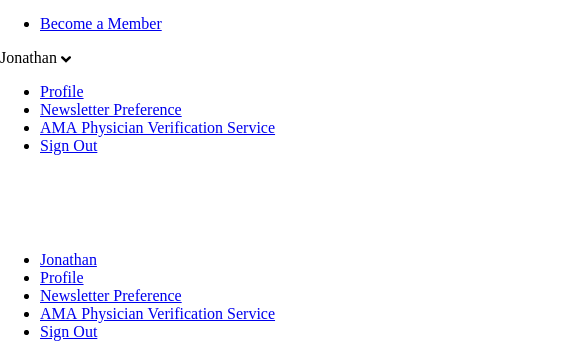 Become a Member
Jonathan
Profile
Newsletter Preference
AMA Physician Verification Service
Sign Out
Jonathan
Profile
Newsletter Preference
AMA Physician Verification Service
Sign Out